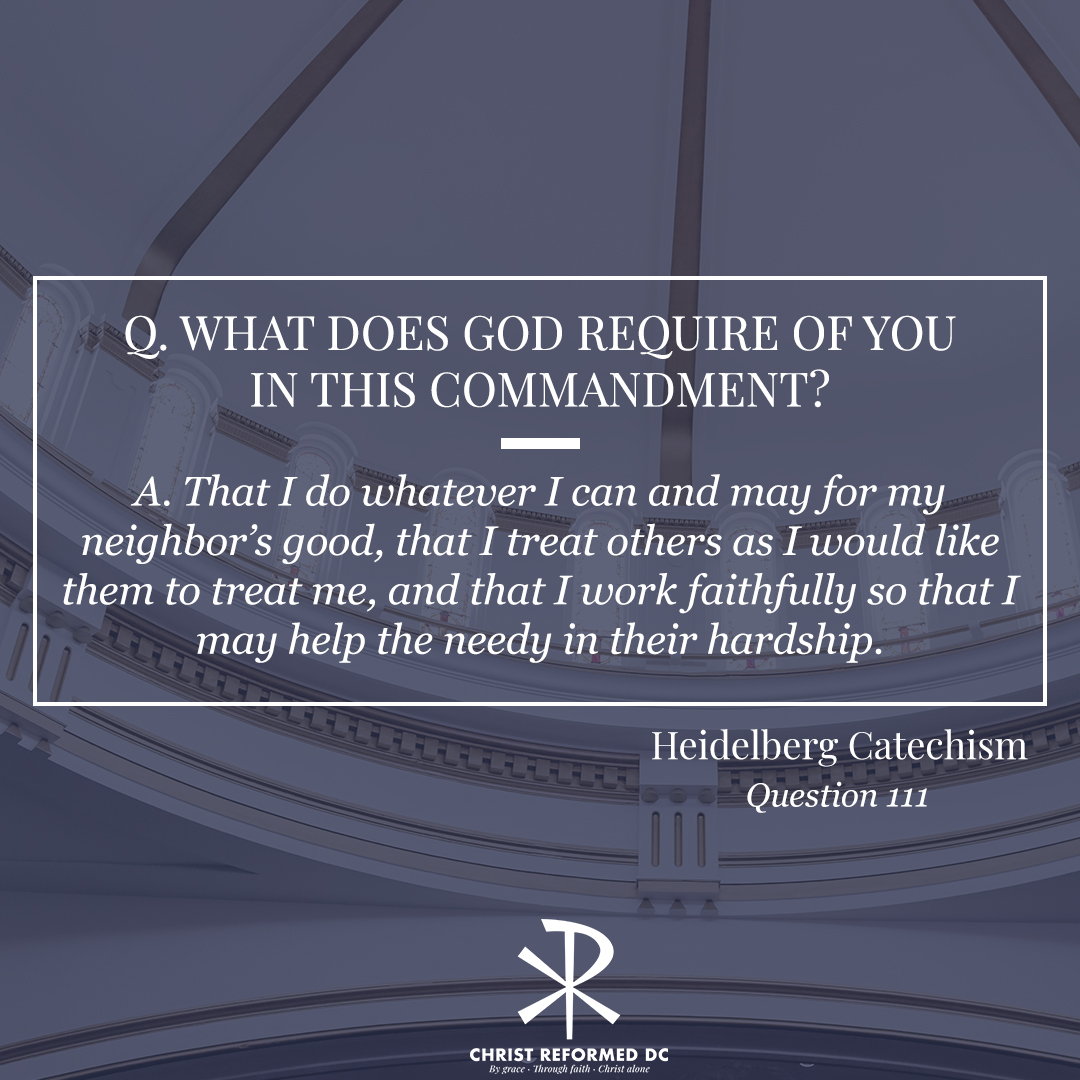 Q. WHAT DOES GOD REQUIRE OF YOU
IN THIS COMMANDMENT?
A. That I do whatever I can and may for my
neighbor’s good, that I treat others as I would like
them to treat me, and that I work faithfully so that I
may help the needy in their hardship.
Heidelberg Catechism
Question 111
CHRIST REFORMED DC
By grace · Through faith · Christ alone